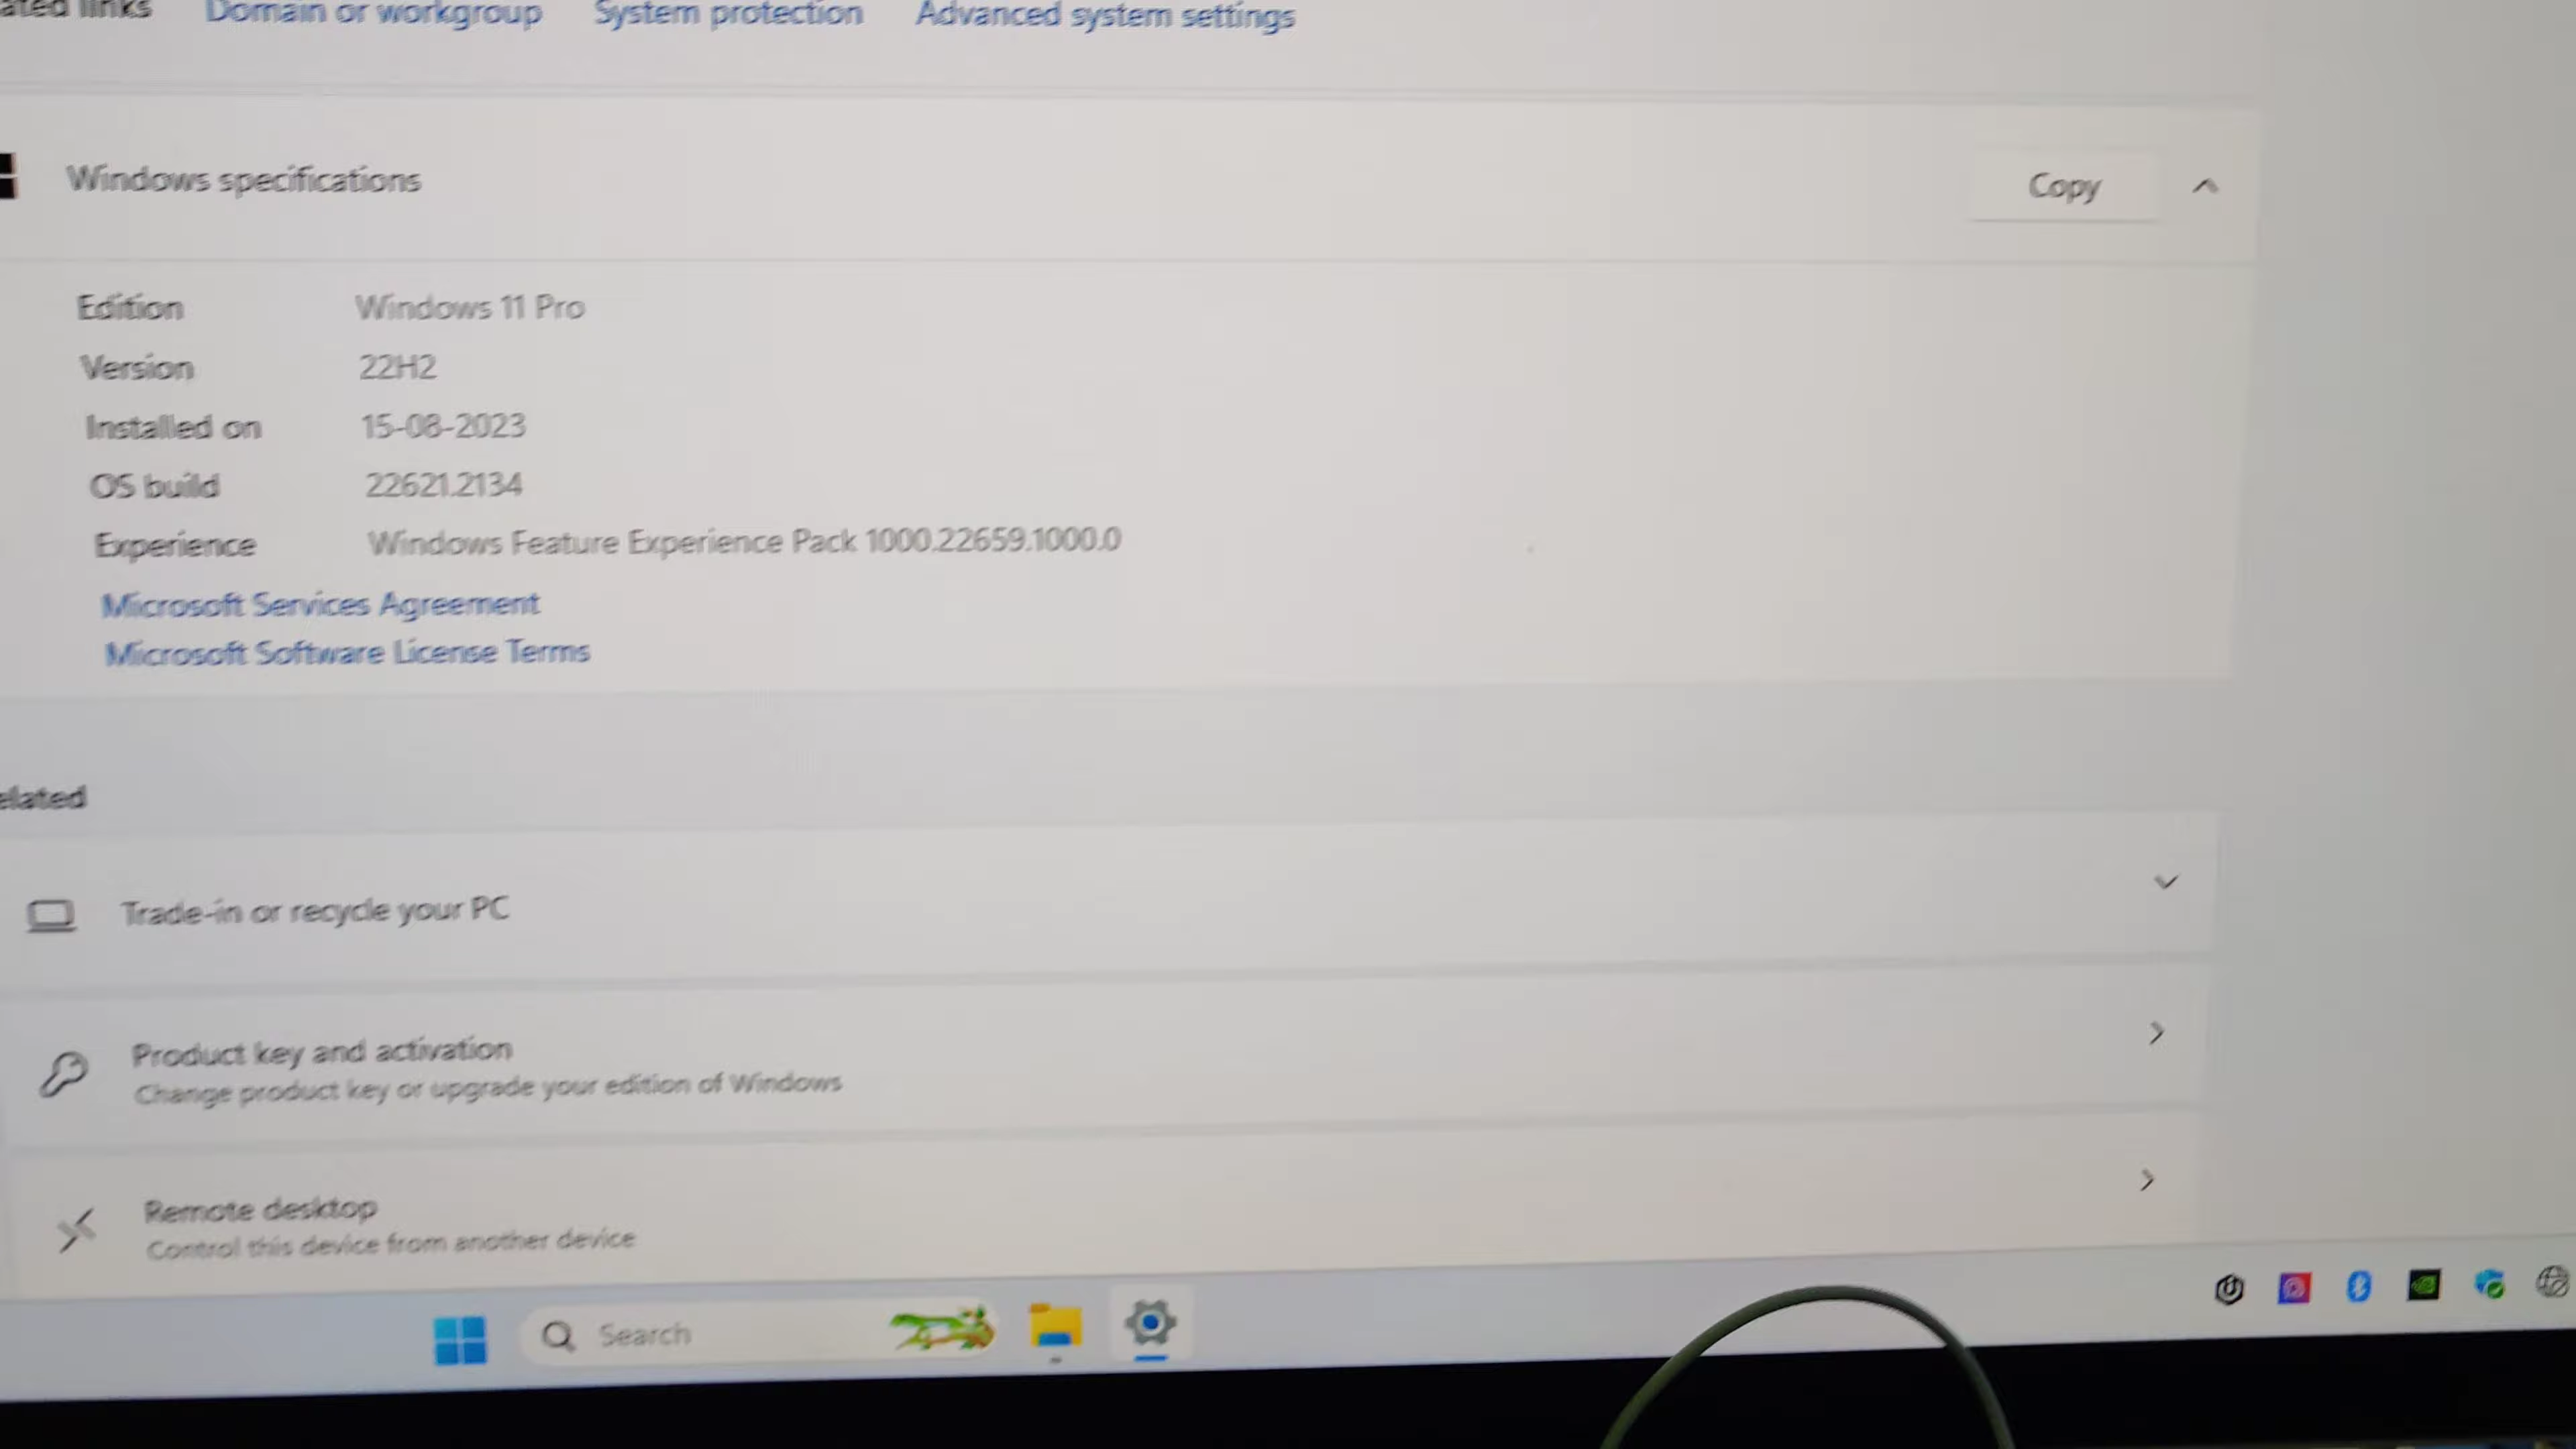 ated links Domain or workgroup System protection Advanced system settings
Windows specifications Copy
Edition Windows 11 Pro
Version 22H2
Installed on 15-08-2023
OS build 22621.2134
Experience Windows Feature Experience Pack 1000.22659.1000.0
Microsoft Services Agreement
Microsoft Software License Terms
elated
Trade-in or recycle your PC
Product key and activation
Change product key or upgrade your edition of Windows
Remote desktop
Control this device from another device
Search